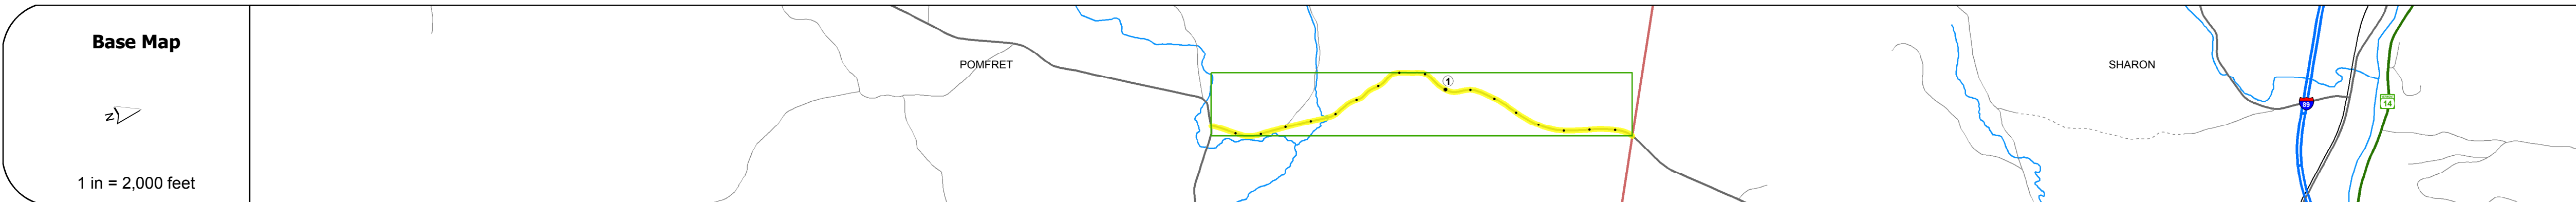 Base Map
N
1 in = 2,000 feet
POMFRET
1
SHARON
89
14